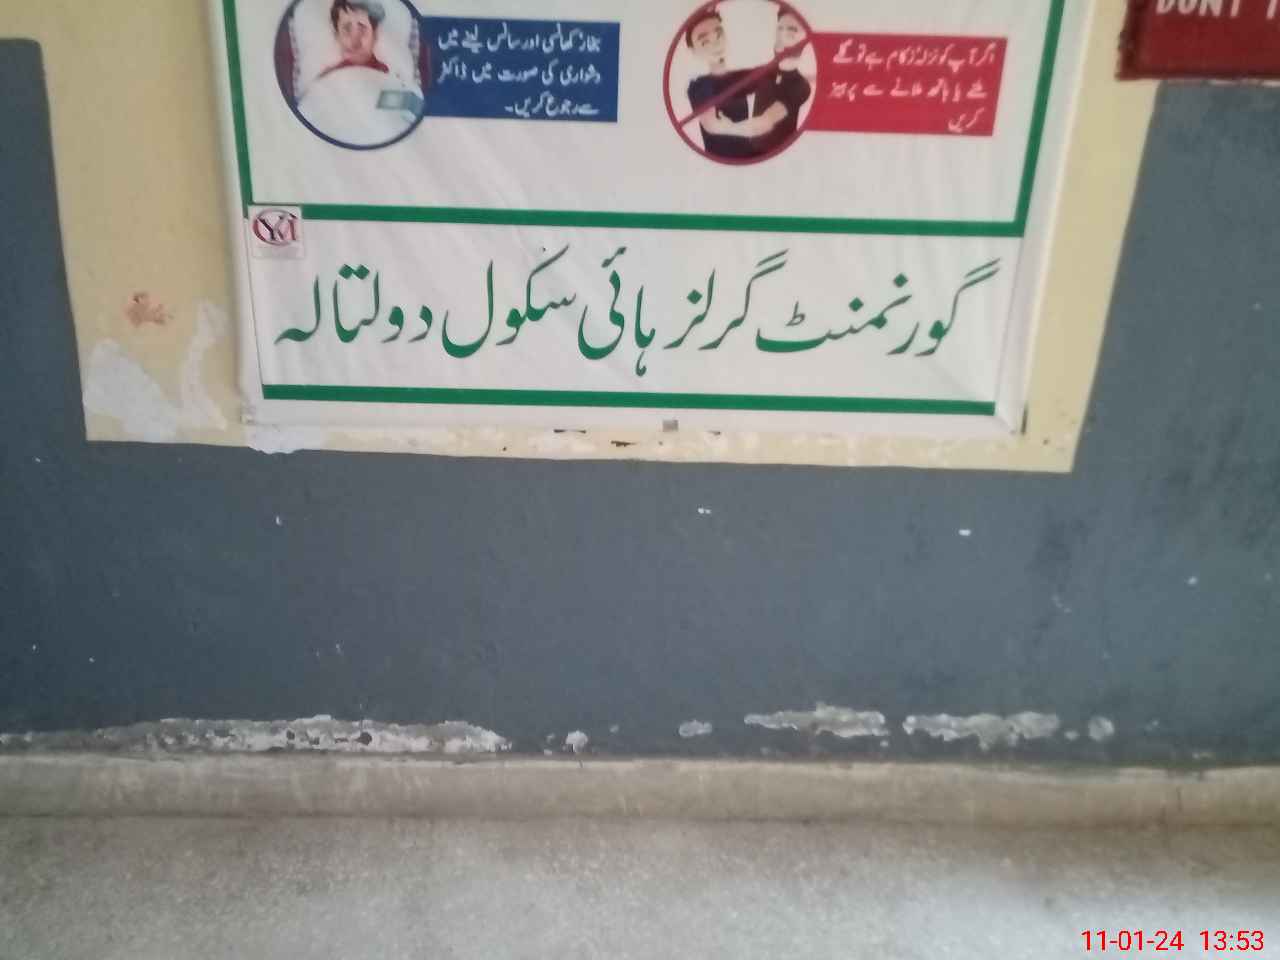 بخار کھانسی اور سانس لینے میں
دشواری کی صورت میں ڈاکٹر
سے رجوع کریں۔
اگر آپ کو نزلہ زکام ہے تو گلے
ملنے یا ہاتھ ملانے سے پرہیز
کریں
DONT
گورنمنٹ گرلز ہائی سکول دولتالہ
11-01-24 13:53